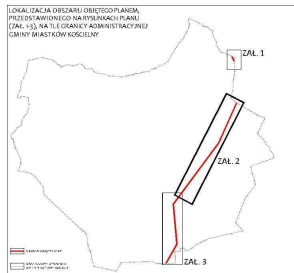 LOKALIZACJA OBSZARU OBJĘTEGO PLANEM,
PRZEDSTAWIONEGO NA RYSUNKACH PLANU
(ZAŁ. 1-3), NA TLE GRANICY ADMINISTRACYJNEJ
GMINY MIASTKÓW KOŚCIELNY
ZAŁ. 1
ZAŁ. 2
ZAŁ. 3